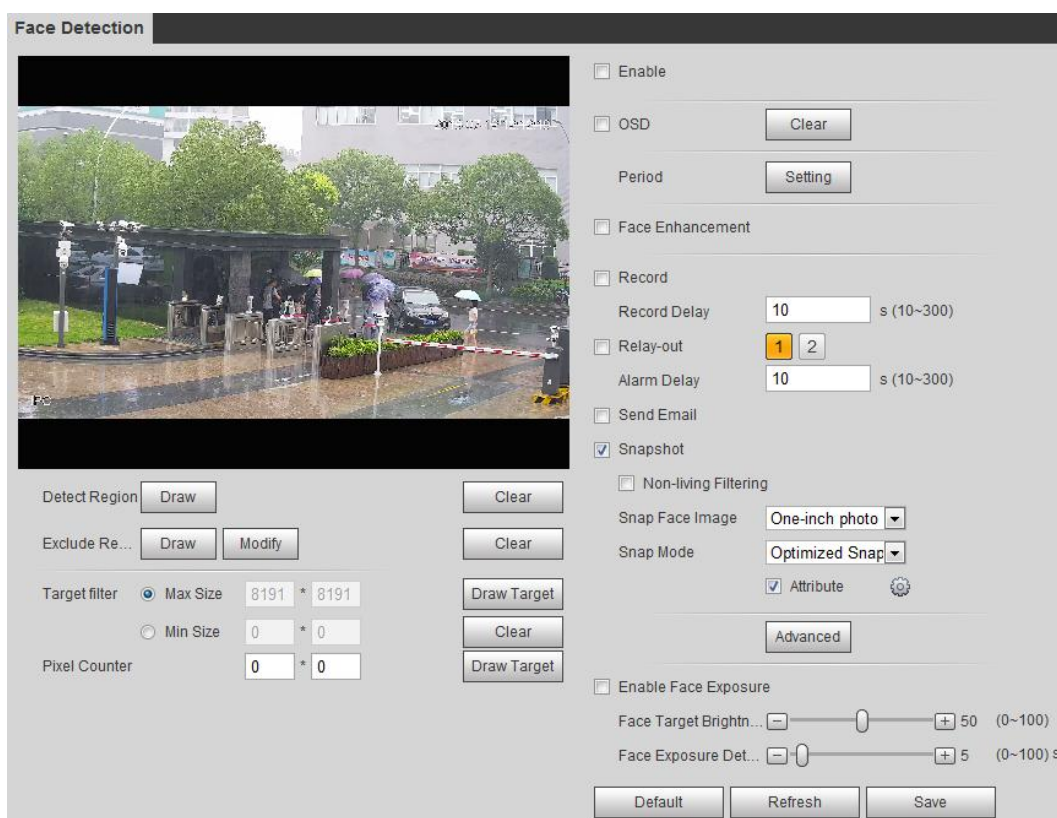 Face Detection
Enable
OSD Clear
Period Setting
Face Enhancement
Record
Record Delay 10 s (10~300)
Relay-out 1 2
Alarm Delay 10 s (10~300)
Send Email
Snapshot
Non-living Filtering
Snap Face Image One-inch photo
Snap Mode Optimized Snap
Attribute
Advanced
Enable Face Exposure
Face Target Brightn... 50 (0~100)
Face Exposure Det... 5 (0~100) s
Default Refresh Save
Detect Region Draw Clear
Exclude Re... Draw Modify Clear
Target filter Max Size 8191 * 8191 Draw Target
Min Size 0 * 0 Clear
Pixel Counter 0 * 0 Draw Target